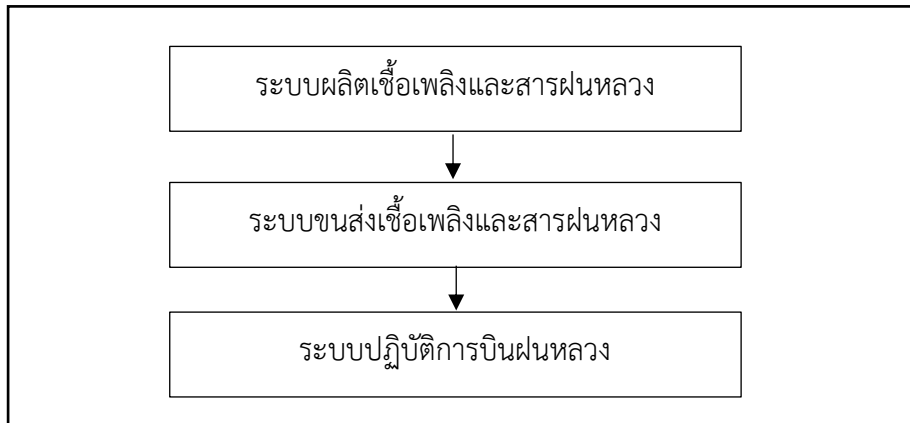 ระบบผลิตเชื้อเพลิงและสารฝนหลวง
ระบบขนส่งเชื้อเพลิงและสารฝนหลวง
ระบบปฏิบัติการบินฝนหลวง